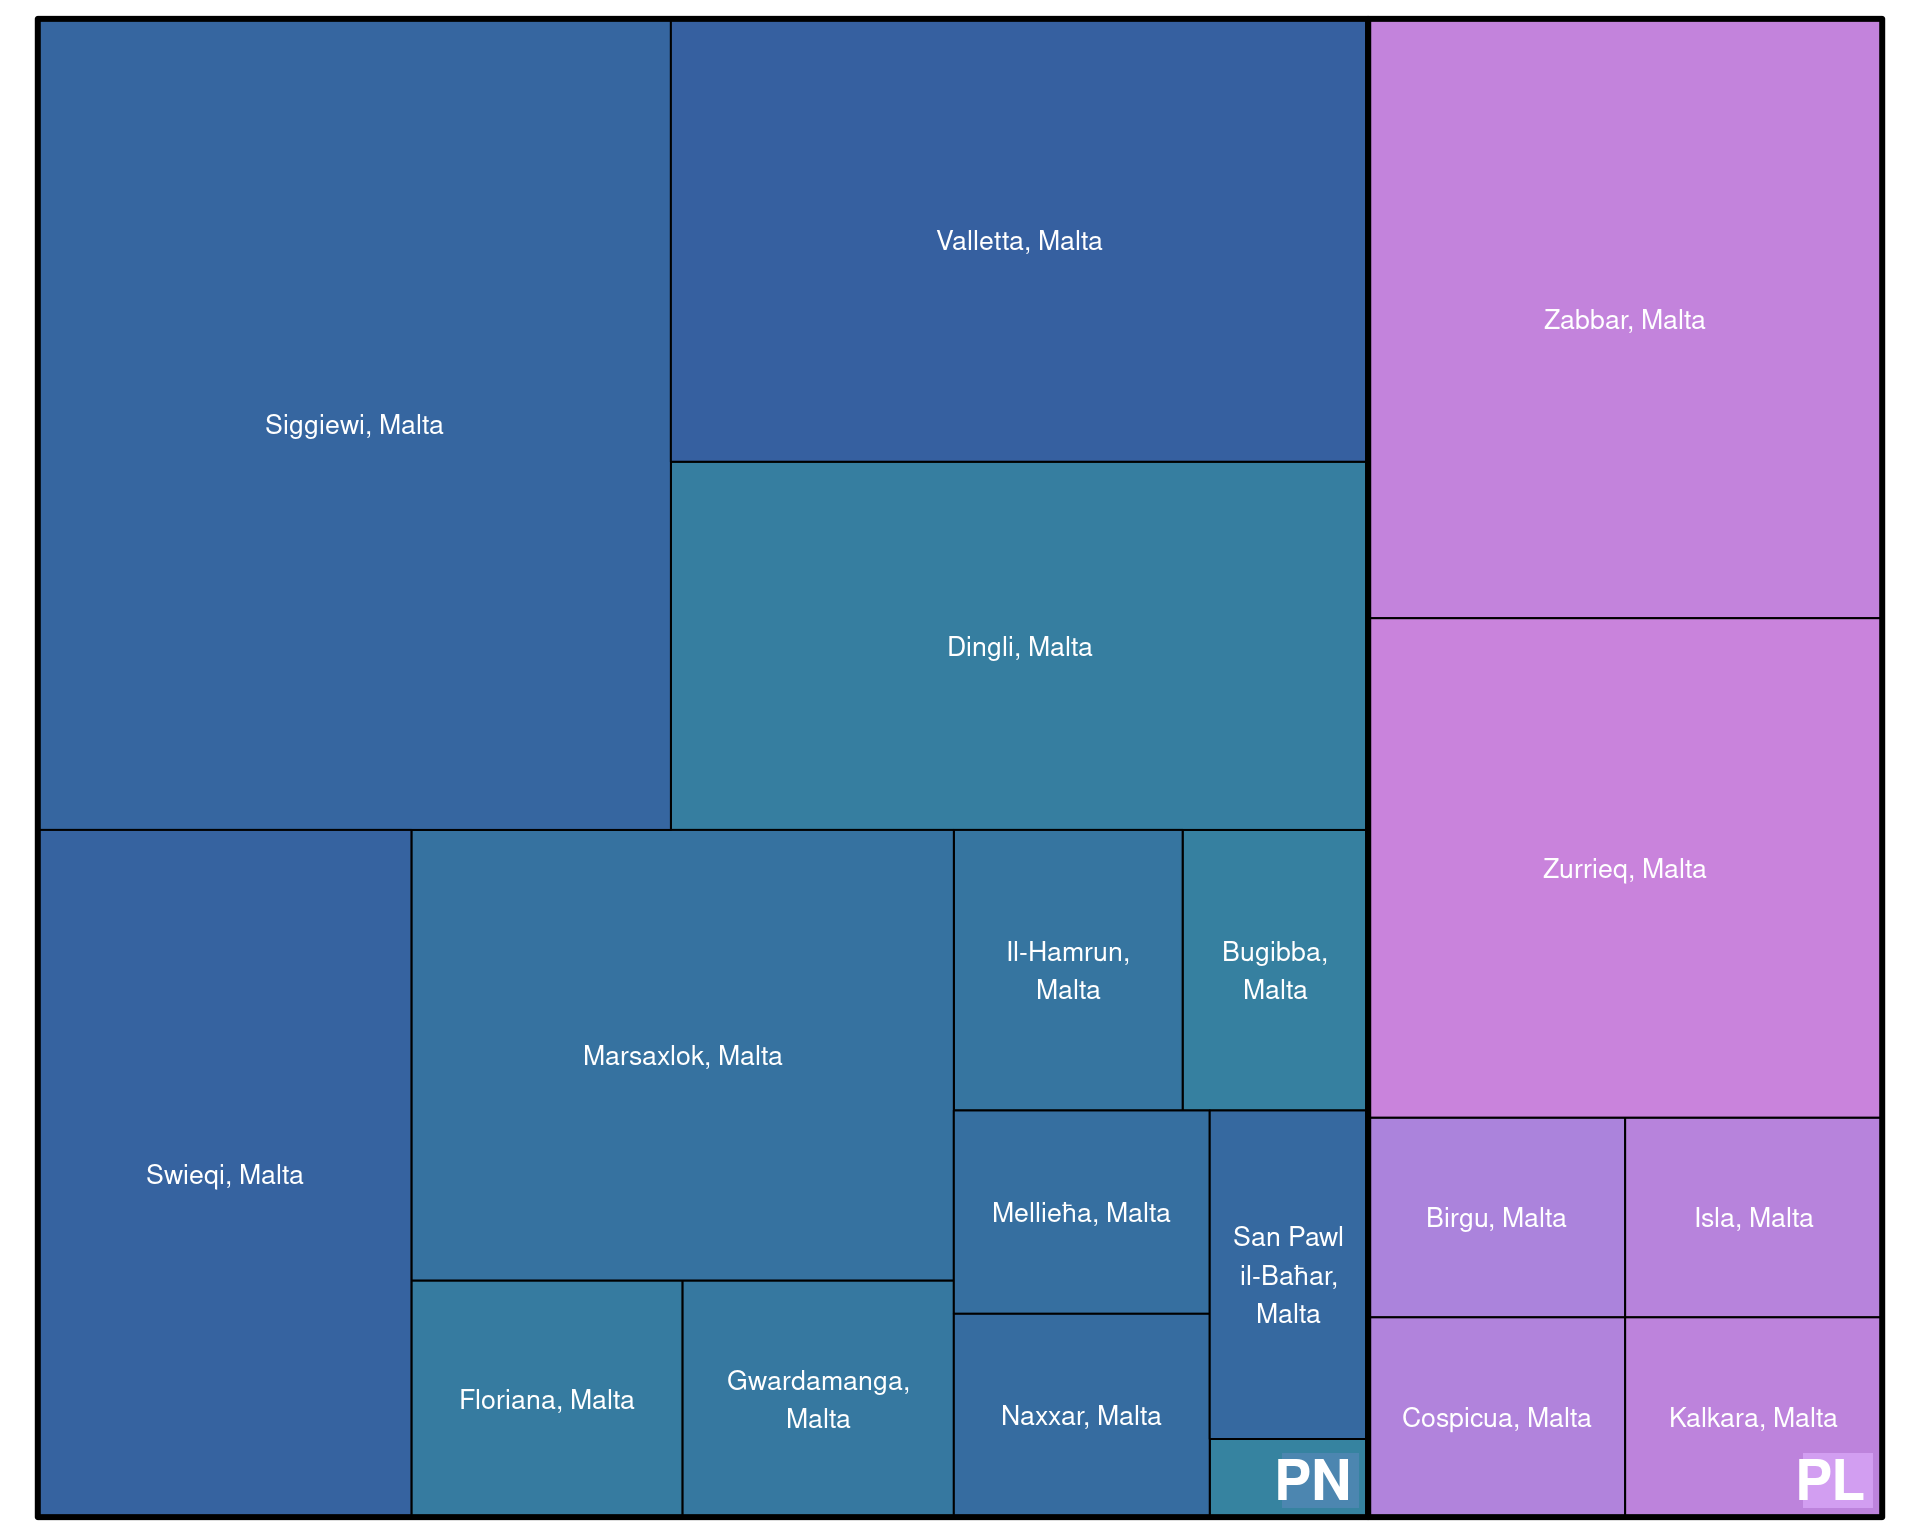 Siggiewi, Malta
Valletta, Malta
Dingli, Malta
Swieqi, Malta
Marsaxlok, Malta
Floriana, Malta
Gwardamanga,
Malta
Il-Hamrun,
Malta
Bugibba,
Malta
Mellieħa, Malta
Naxxar, Malta
San Pawl
il-Baħar,
Malta
PN
Zabbar, Malta
Zurrieq, Malta
Birgu, Malta
Isla, Malta
Cospicua, Malta
Kalkara, Malta
PL